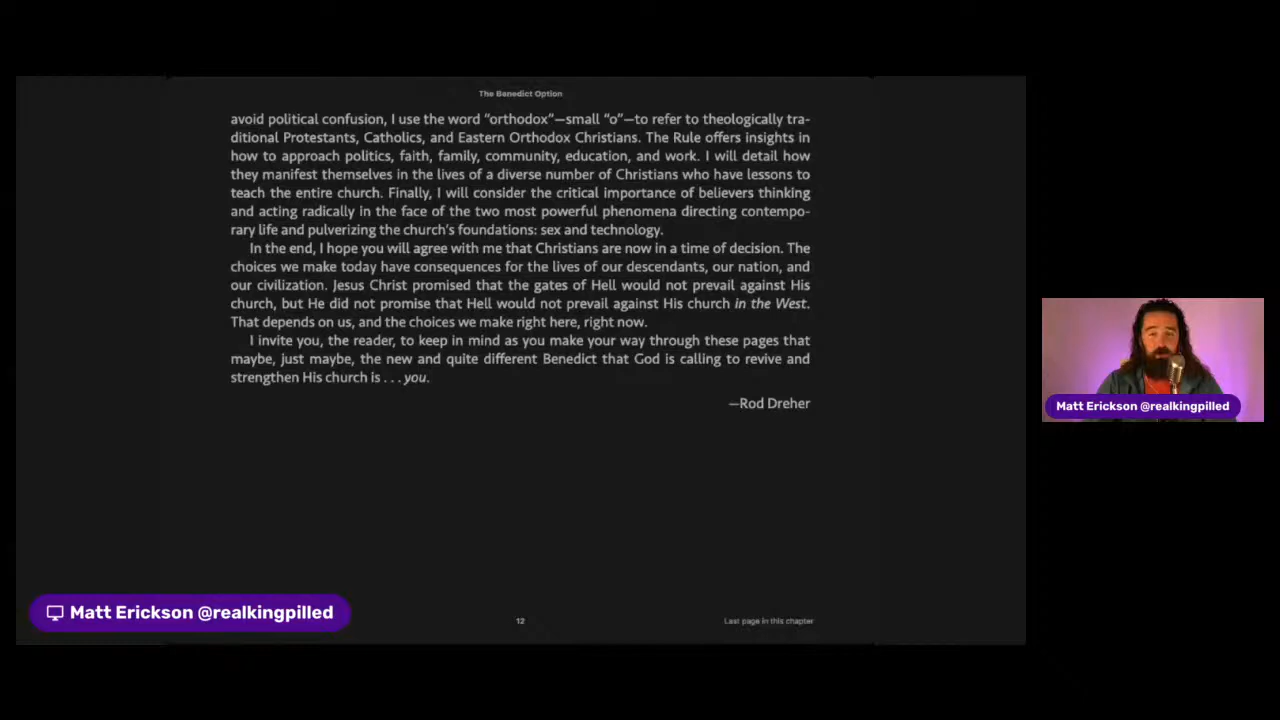 The Benedict Option
avoid political confusion, I use the word “orthodox”—small “o”—to refer to theologically tra-
ditional Protestants, Catholics, and Eastern Orthodox Christians. The Rule offers insights in
how to approach politics, faith, family, community, education, and work. I will detail how
they manifest themselves in the lives of a diverse number of Christians who have lessons to
teach the entire church. Finally, I will consider the critical importance of believers thinking
and acting radically in the face of the two most powerful phenomena directing contempo-
rary life and pulverizing the church’s foundations: sex and technology.
In the end, I hope you will agree with me that Christians are now in a time of decision. The
choices we make today have consequences for the lives of our descendants, our nation, and
our civilization. Jesus Christ promised that the gates of Hell would not prevail against His
church, but He did not promise that Hell would not prevail against His church in the West.
That depends on us, and the choices we make right here, right now.
I invite you, the reader, to keep in mind as you make your way through these pages that
maybe, just maybe, the new and quite different Benedict that God is calling to revive and
strengthen His church is . . . you.
—Rod Dreher
12
Last page in this chapter
Matt Erickson @realkingpilled
Matt Erickson @realkingpilled